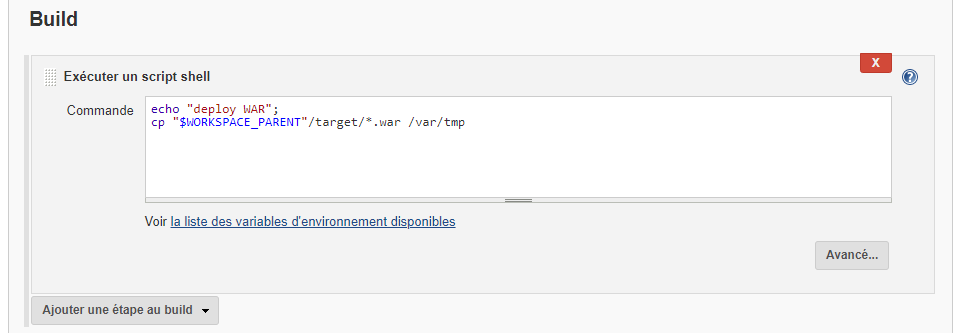 Build
X
Exécuter un script shell
?
Commande
echo "deploy WAR";
cp "$WORKSPACE_PARENT"/target/*.war /var/tmp
Voir la liste des variables d'environnement disponibles
Avancé...
Ajouter une étape au build